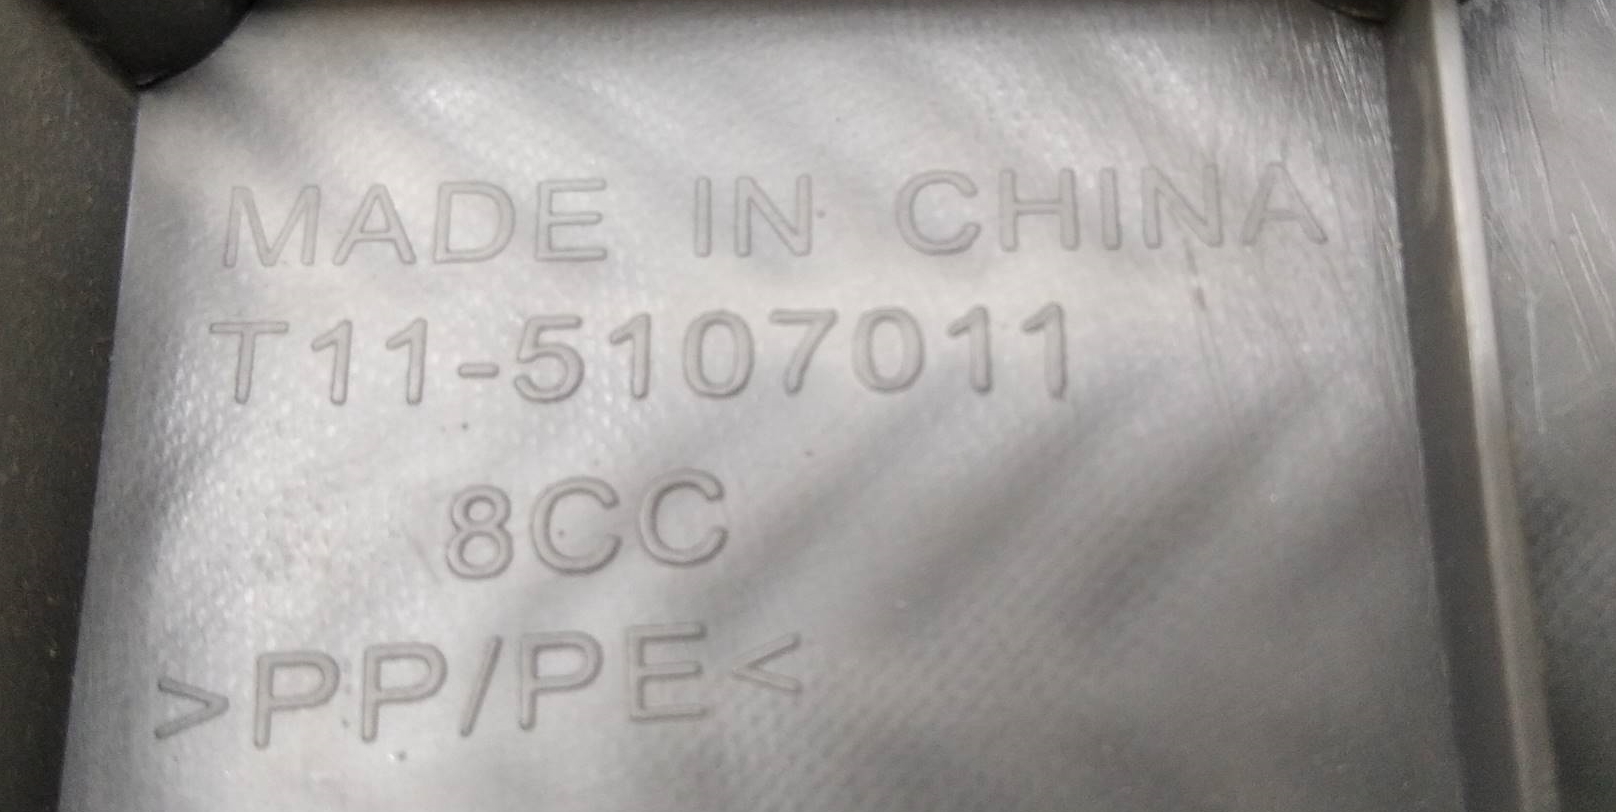 MADE IN CHINA
T11-5107011
8CC
>PP/PE<